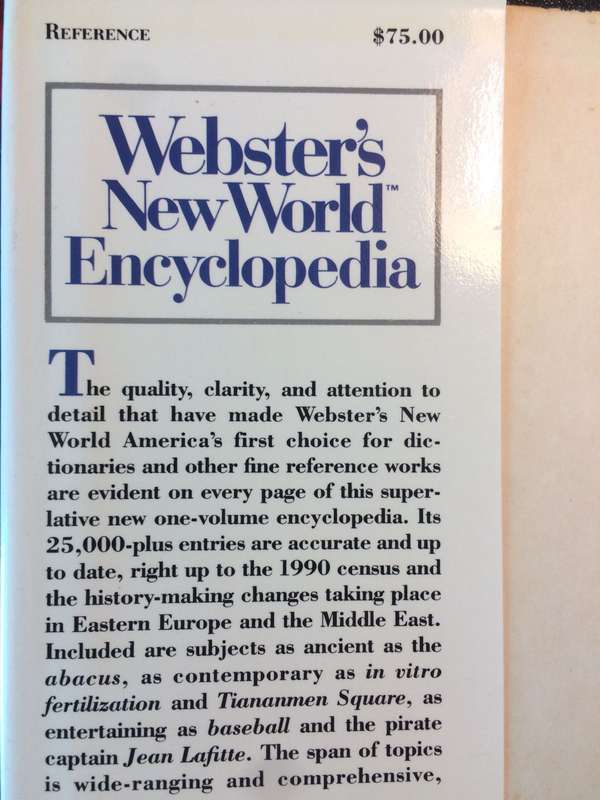 Reference $75.00
Webster's
New World™
Encyclopedia
The quality, clarity, and attention to
detail that have made Webster's New
World America's first choice for dic-
tionaries and other fine reference works
are evident on every page of this super-
lative new one-volume encyclopedia. Its
25,000-plus entries are accurate and up
to date, right up to the 1990 census and
the history-making changes taking place
in Eastern Europe and the Middle East.
Included are subjects as ancient as the
abacus, as contemporary as in vitro
fertilization and Tiananmen Square, as
entertaining as baseball and the pirate
captain Jean Lafitte. The span of topics
is wide-ranging and comprehensive,